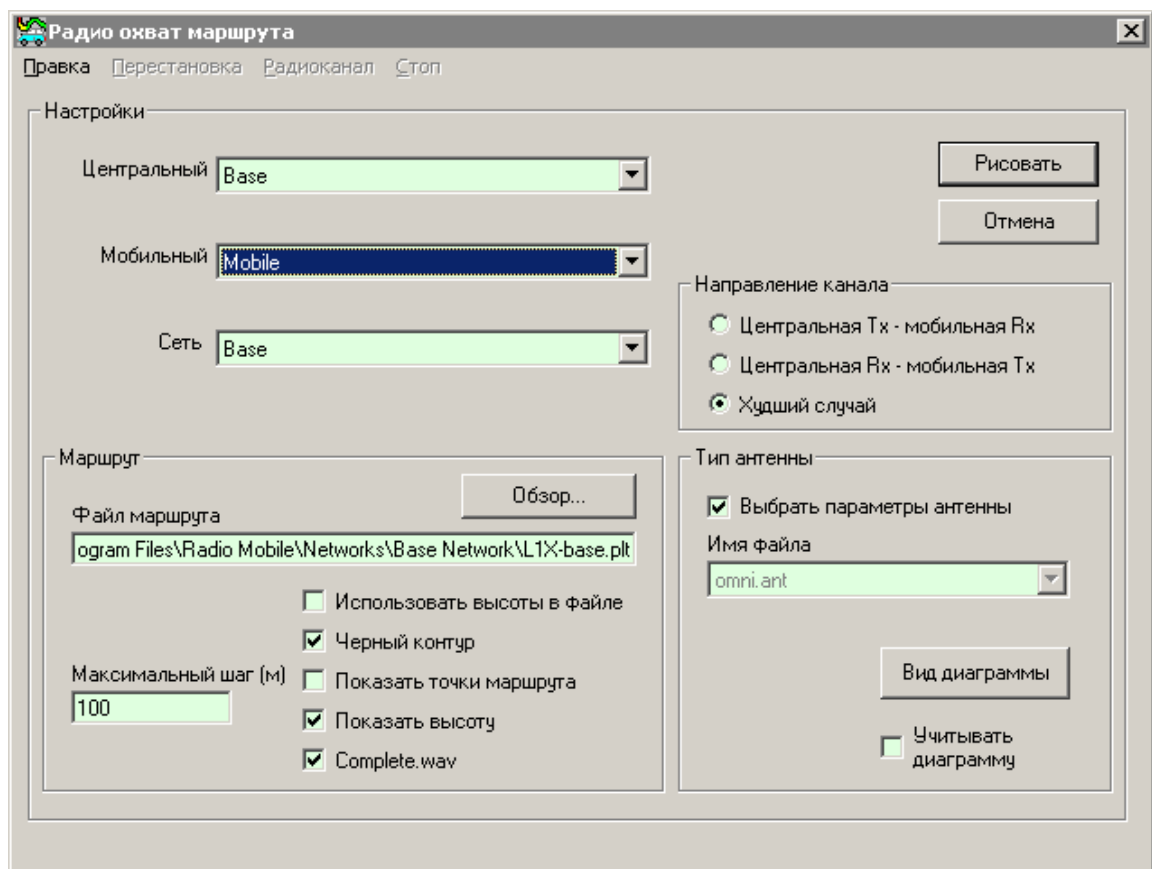 Радио охват маршрута
Правка Перестановка Радиоканал Стоп
Настройки
Центральный Base
Рисовать
Отмена
Мобильный Mobile
Сеть Base
Направление канала
Центральная Tx - мобильная Rx
Центральная Rx - мобильная Tx
Худший случай
Маршрут
Обзор...
Файл маршрута
ogram Files\Radio Mobile\Networks\Base Network\L1X-base.plt
Использовать высоты в файле
Черный контур
Максимальный шаг (м)
100
Показать точки маршрута
Показать высоту
Complete.wav
Тип антенны
Выбрать параметры антенны
Имя файла
omni.ant
Вид диаграммы
Учитывать
диаграмму